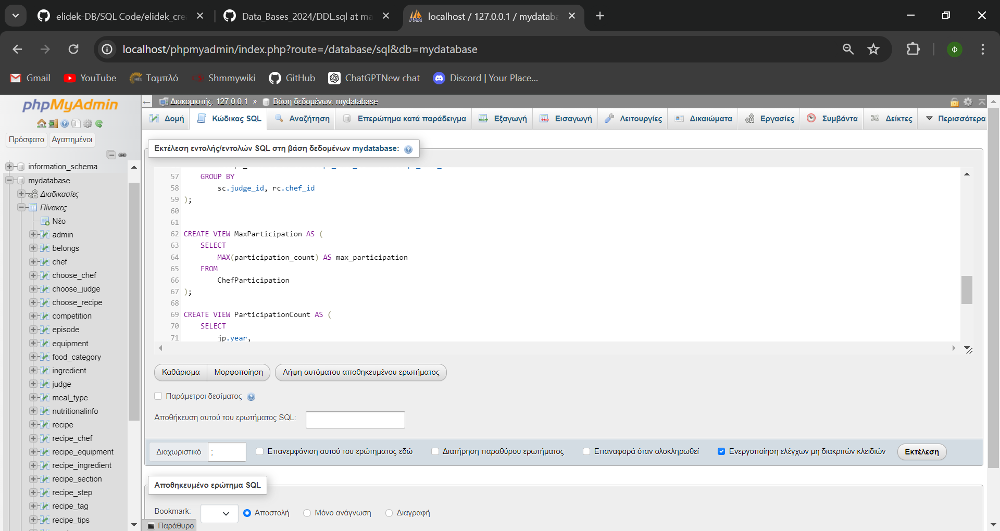 elidek-DB/SQL Code/elidek_cre
Data_Bases_2024/DDL.sql at ma
localhost / 127.0.0.1 / mydatab
localhost/phpmyadmin/index.php?route=/database/sql&db=mydatabase
Φ
Gmail
YouTube
Ταμπλό
Shmmywiki
GitHub
ChatGPTNew chat
Discord | Your Place...
phpMyAdmin
Πρόσφατα
Αγαπημένοι
information_schema
mydatabase
Διαδικασίες
Πίνακες
Νέο
admin
belongs
chef
choose_chef
choose_judge
choose_recipe
competition
episode
equipment
food_category
ingredient
judge
meal_type
nutritionalinfo
recipe
recipe_chef
recipe_equipment
recipe_ingredient
recipe_section
recipe_step
recipe_tag
recipe_tips
Διακομιστής: 127.0.0.1 » Βάση δεδομένων: mydatabase
Δομή
Κώδικας SQL
Αναζήτηση
Επερώτημα κατά παράδειγμα
Εξαγωγή
Εισαγωγή
Λειτουργίες
Δικαιώματα
Εργασίες
Συμβάντα
Δείκτες
Περισσότερα
Εκτέλεση εντολής/εντολών SQL στη βάση δεδομένων mydatabase:
57 GROUP BY
58 sc.judge_id, rc.chef_id
59 );
60
61
62 CREATE VIEW MaxParticipation AS (
63 SELECT
64 MAX(participation_count) AS max_participation
65 FROM
66 ChefParticipation
67 );
68
69 CREATE VIEW ParticipationCount AS (
70 SELECT
71 jp.year,
Καθάρισμα
Μορφοποίηση
Λήψη αυτόματου αποθηκευμένου ερωτήματος
Παράμετροι δεσίματος
Αποθήκευση αυτού του ερωτήματος SQL:
Διαχωριστικό ;
Επανεμφάνιση αυτού του ερώτηματος εδώ
Διατήρηση παραθύρου ερωτήματος
Επαναφορά όταν ολοκληρωθεί
Ενεργοποίηση ελέγχων μη διακριτών κλειδιών
Εκτέλεση
Αποθηκευμένο ερώτημα SQL
Bookmark:
Αποστολή
Μόνο ανάγνωση
Διαγραφή
Παράθυρο